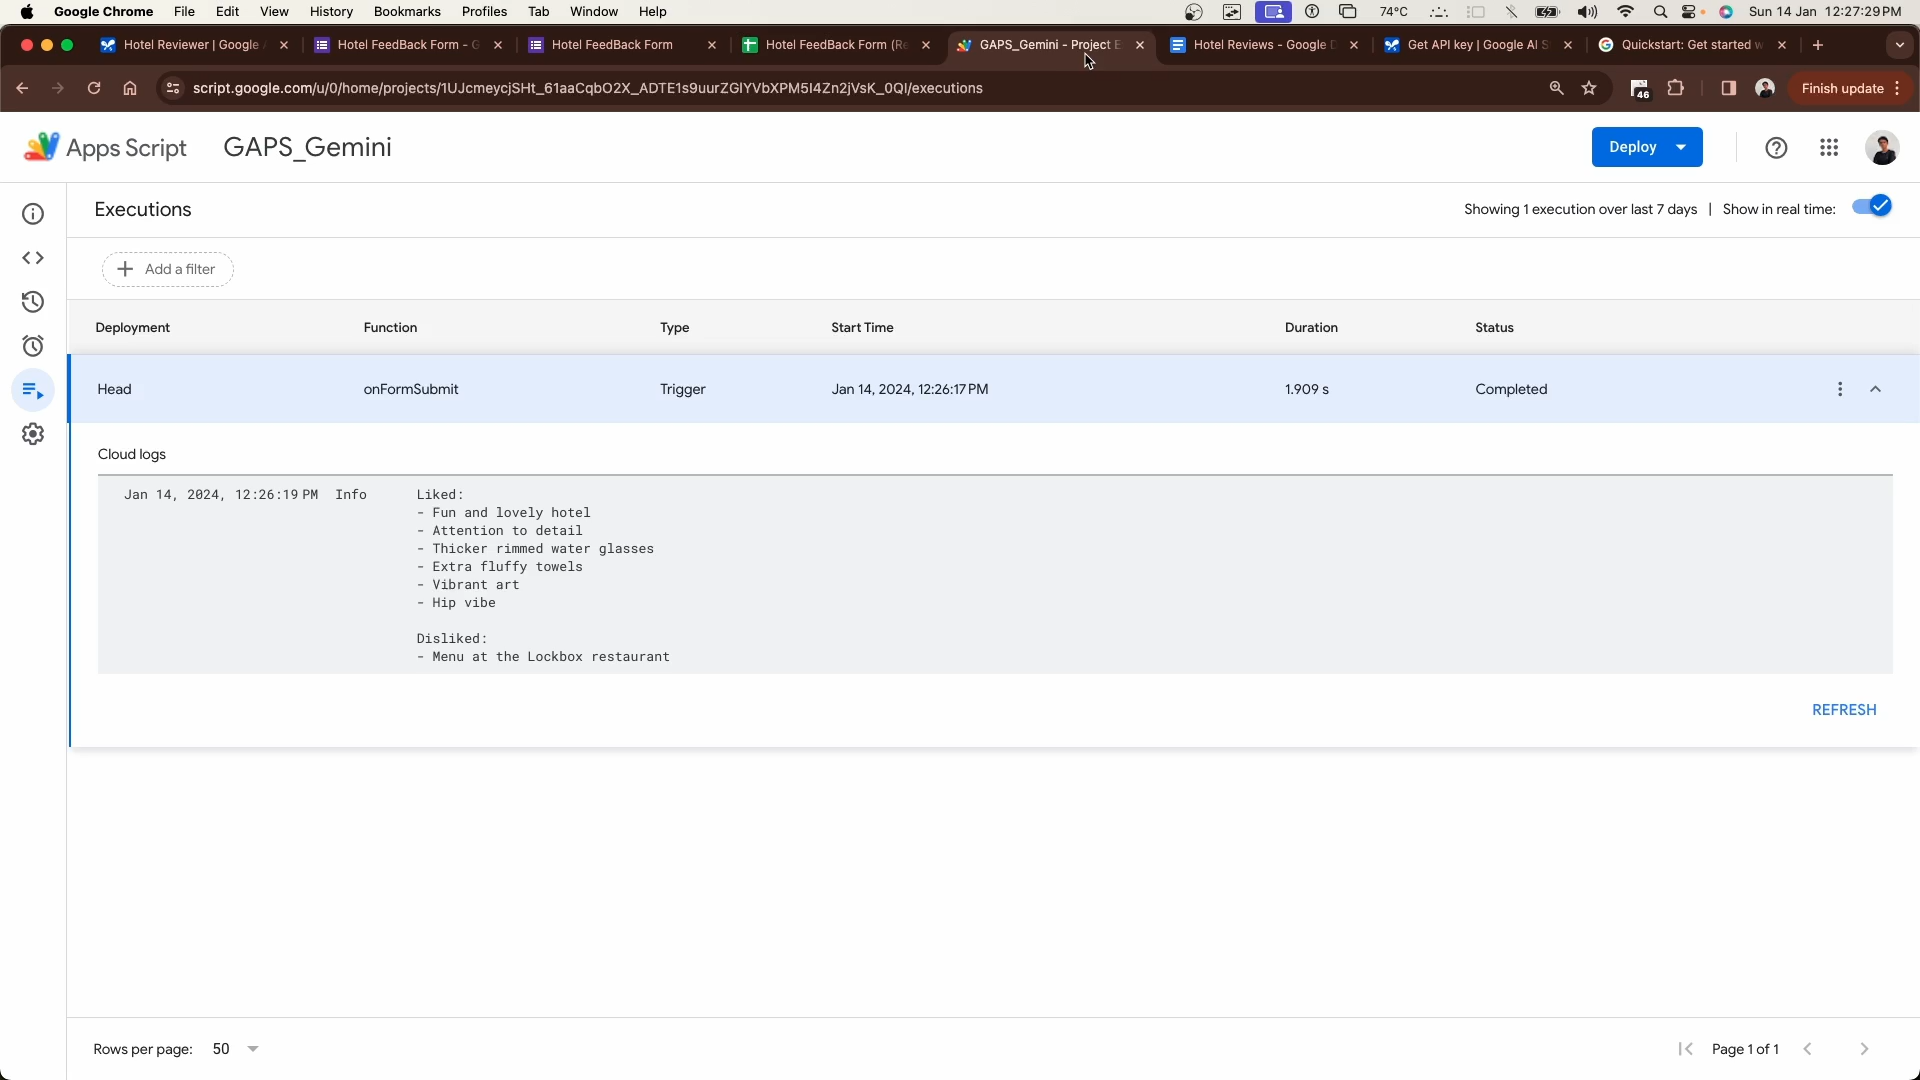 Google Chrome File Edit View History Bookmarks Profiles Tab Window Help 74°C Sun 14 Jan 12:27:29 PM
Hotel Reviewer | Google Hotel FeedBack Form - G Hotel FeedBack Form Hotel FeedBack Form (Re GAPS_Gemini - Project E Hotel Reviews - Google D Get API key | Google AI S Quickstart: Get started w
script.google.com/u/0/home/projects/1UJcmeycjSHt_61aaCqbO2X_ADTE1s9uurZGlYVbXPM5I4Zn2jVsK_0QI/executions 46 Finish update
Apps Script GAPS_Gemini Deploy
Executions Showing 1 execution over last 7 days | Show in real time:
Add a filter
Deployment Function Type Start Time Duration Status
Head onFormSubmit Trigger Jan 14, 2024, 12:26:17 PM 1.909 s Completed
Cloud logs
Jan 14, 2024, 12:26:19 PM Info Liked:
- Fun and lovely hotel
- Attention to detail
- Thicker rimmed water glasses
- Extra fluffy towels
- Vibrant art
- Hip vibe
Disliked:
- Menu at the Lockbox restaurant
REFRESH
Rows per page: 50 Page 1 of 1